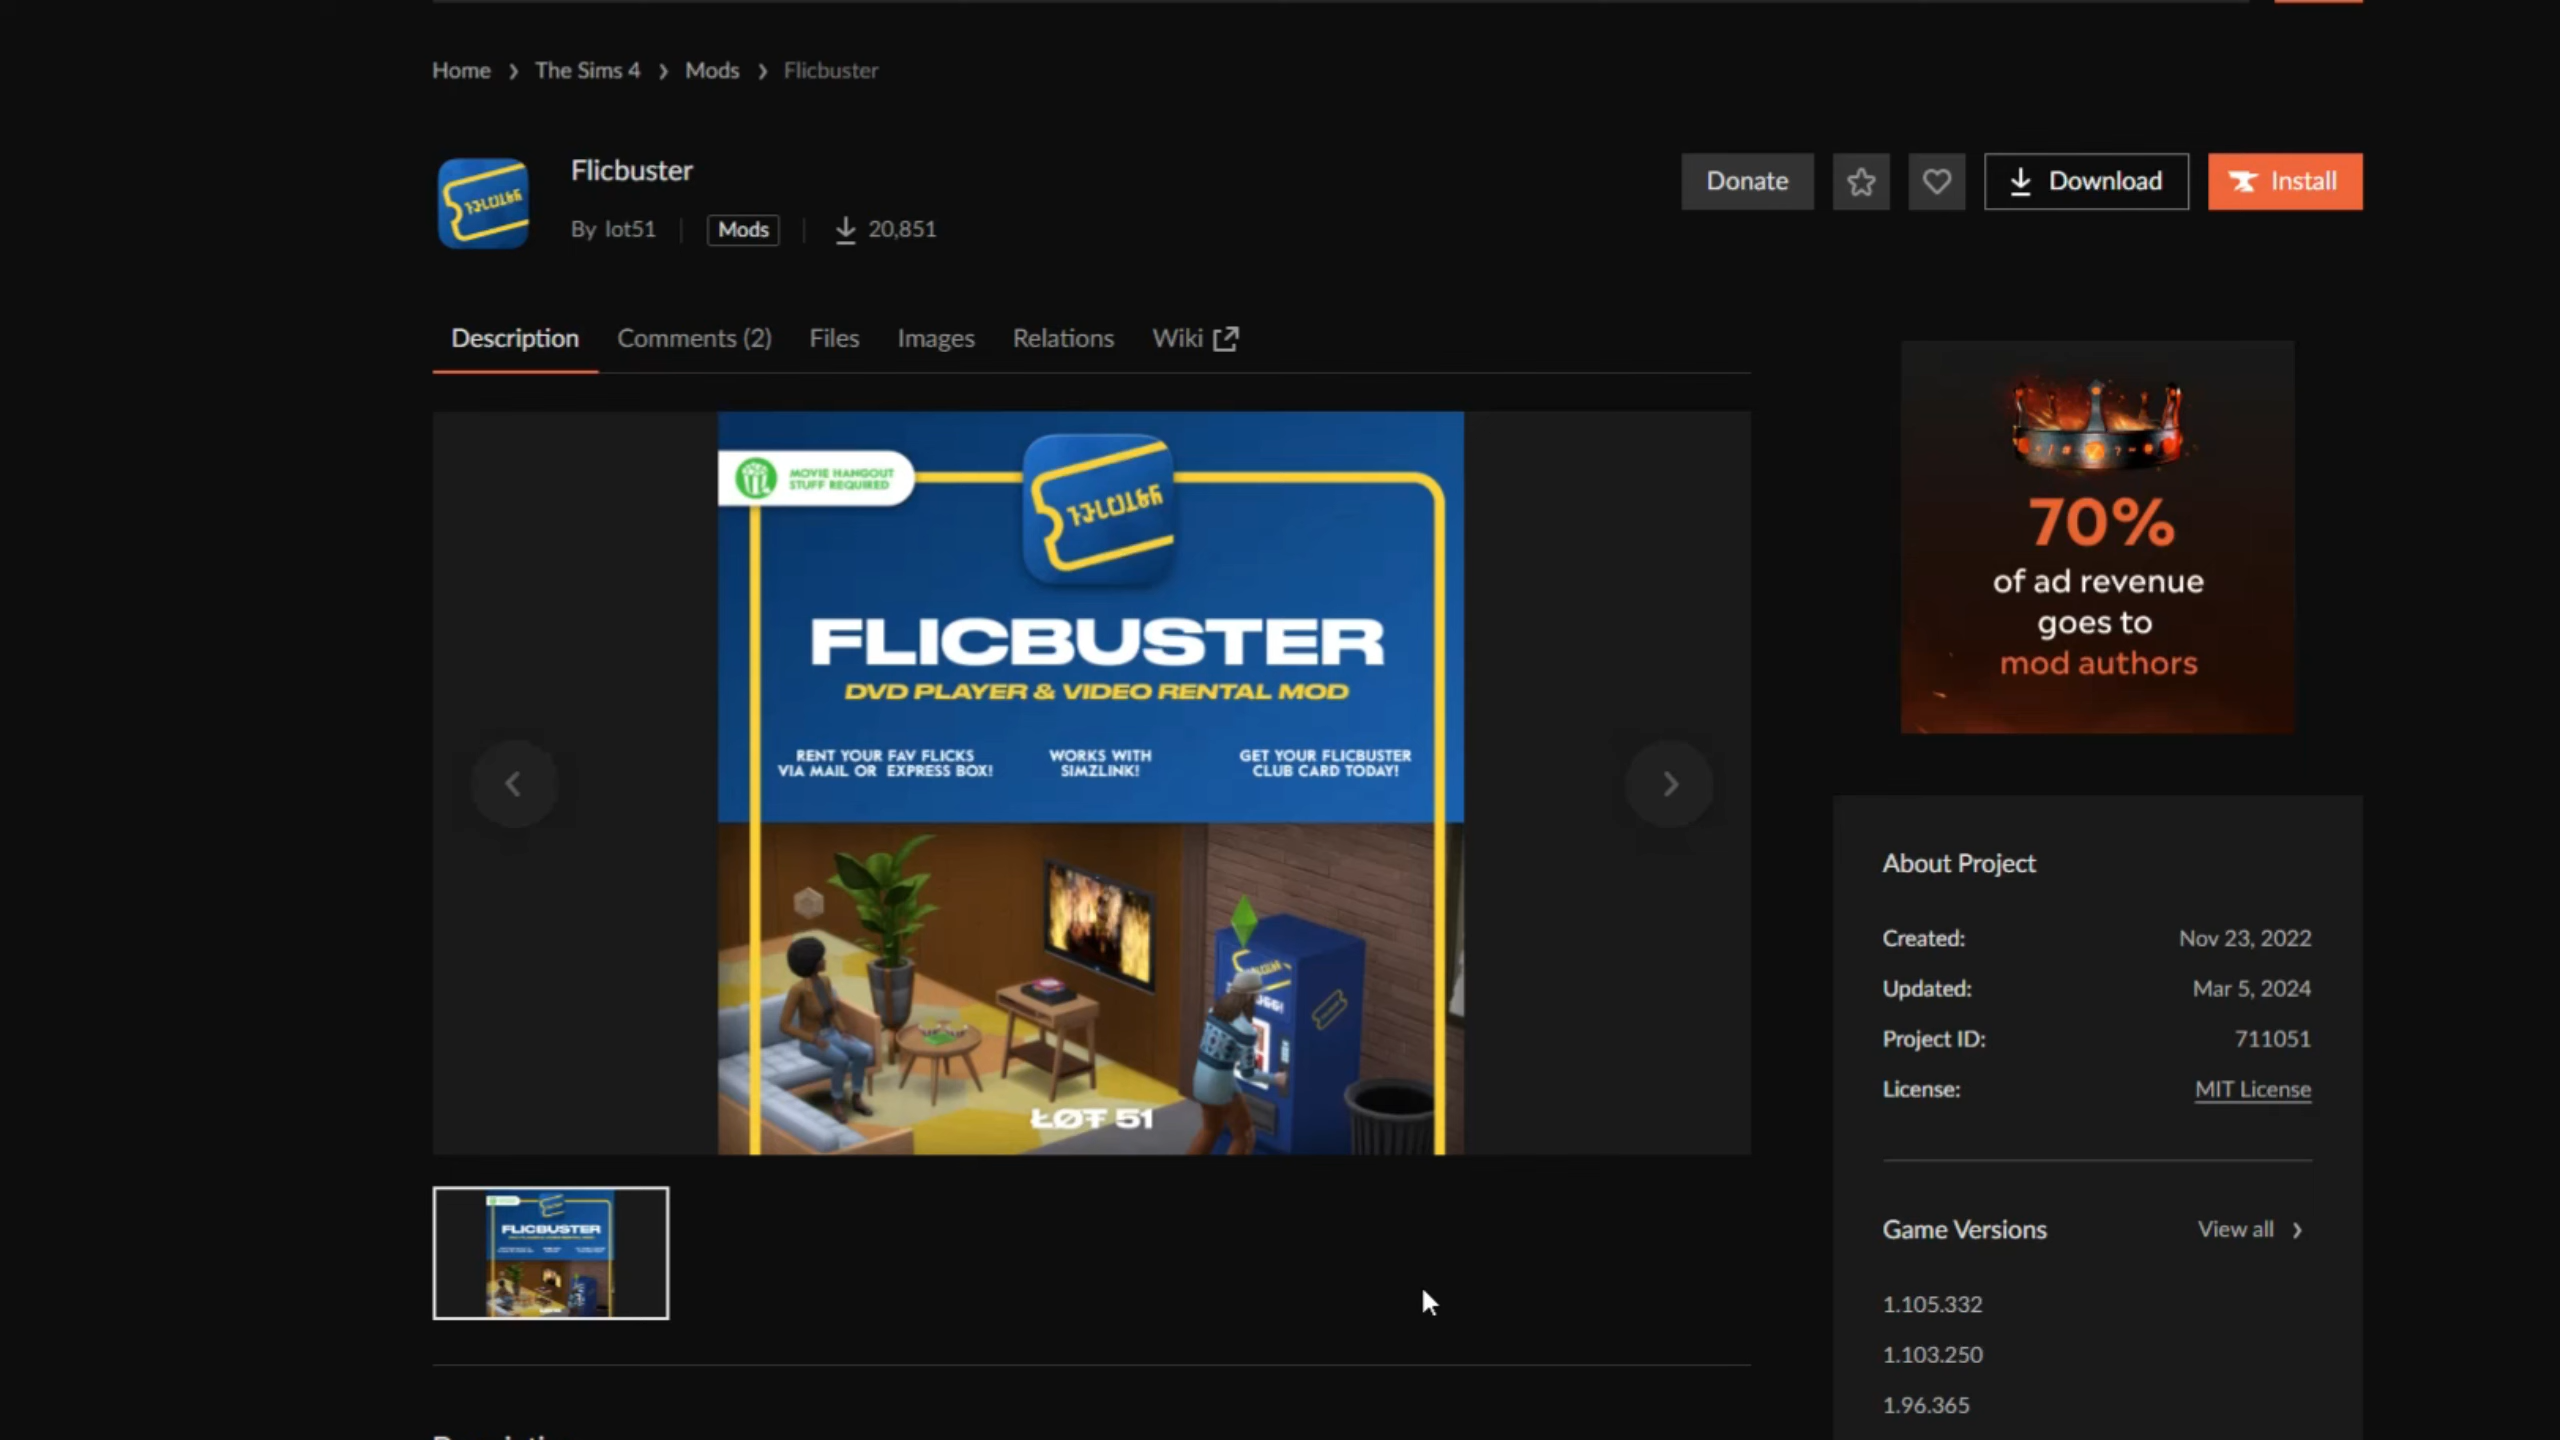 Home > The Sims 4 > Mods > Flicbuster
Flicbuster
By lot51 | Mods | 20,851
Donate
Download
Install
Description
Comments (2)
Files
Images
Relations
Wiki
MOVIE HANGOUT
STUFF REQUIRED
FLICBUSTER
DVD PLAYER & VIDEO RENTAL MOD
RENT YOUR FAV FLICKS
VIA MAIL OR EXPRESS BOX!
WORKS WITH
SIMZLINK!
GET YOUR FLICBUSTER
CLUB CARD TODAY!
ŁØŦ 51
FLICBUSTER
70%
of ad revenue
goes to
mod authors
About Project
Created: Nov 23, 2022
Updated: Mar 5, 2024
Project ID: 711051
License: MIT License
Game Versions
View all >
1.105.332
1.103.250
1.96.365